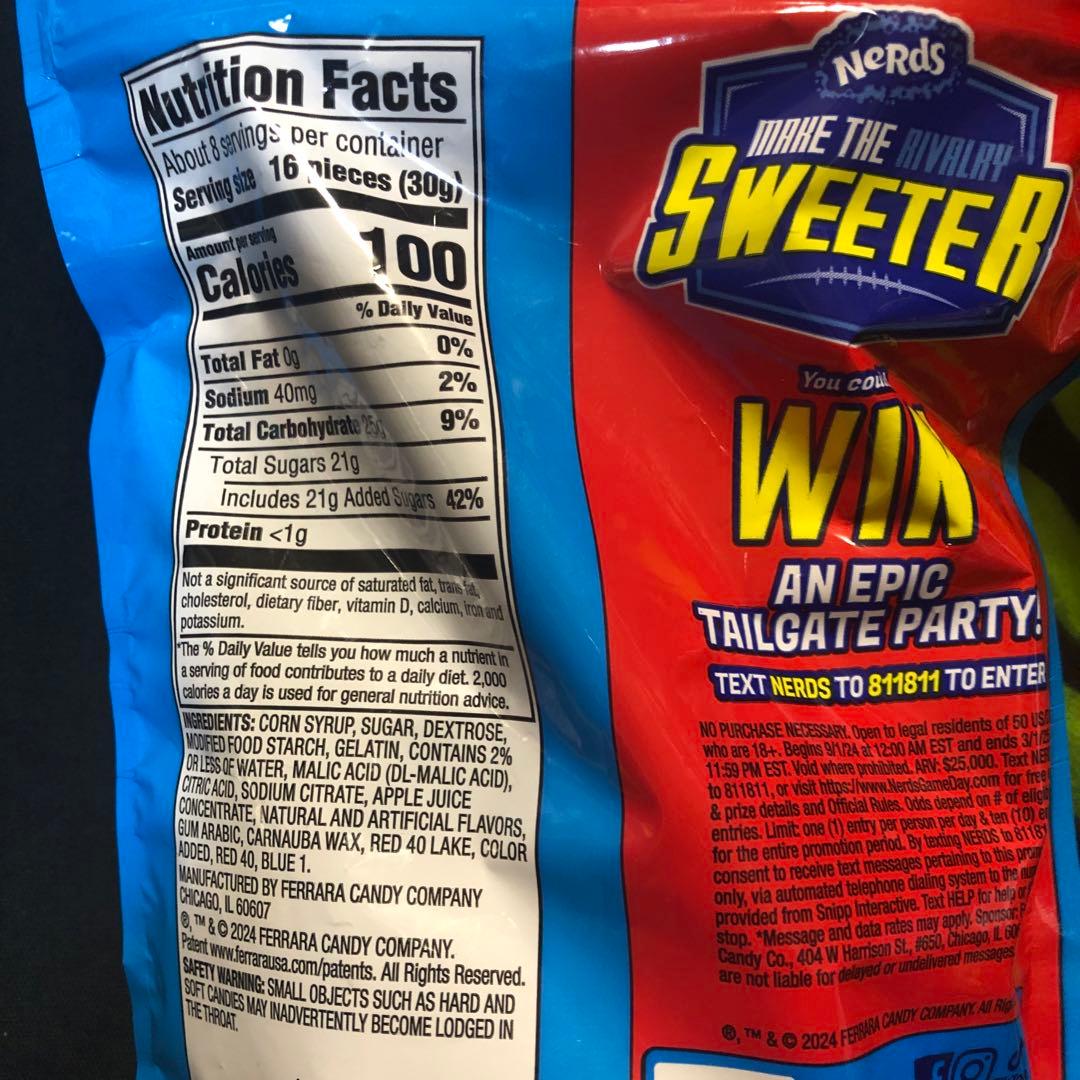 Nutrition Facts
About 8 servings per container
Serving size 16 pieces (30g)
Amount per serving
Calories 100
% Daily Value
Total Fat 0g 0%
Sodium 40mg 2%
Total Carbohydrate 25g 9%
Total Sugars 21g
Includes 21g Added Sugars 42%
Protein <1g
Not a significant source of saturated fat, trans fat,
cholesterol, dietary fiber, vitamin D, calcium, iron and
potassium.
*The % Daily Value tells you how much a nutrient in
a serving of food contributes to a daily diet. 2,000
calories a day is used for general nutrition advice.
INGREDIENTS: CORN SYRUP, SUGAR, DEXTROSE,
MODIFIED FOOD STARCH, GELATIN, CONTAINS 2%
OR LESS OF WATER, MALIC ACID (DL-MALIC ACID),
CITRIC ACID, SODIUM CITRATE, APPLE JUICE
CONCENTRATE, NATURAL AND ARTIFICIAL FLAVORS,
GUM ARABIC, CARNAUBA WAX, RED 40 LAKE, COLOR
ADDED, RED 40, BLUE 1.
MANUFACTURED BY FERRARA CANDY COMPANY
CHICAGO, IL 60607
®, ™ & © 2024 FERRARA CANDY COMPANY.
Patent www.ferrarausa.com/patents. All Rights Reserved.
SAFETY WARNING: SMALL OBJECTS SUCH AS HARD AND
SOFT CANDIES MAY INADVERTENTLY BECOME LODGED IN
THE THROAT.
NERDS
MAKE THE RIVALRY
SWEETER
You could
WIN
AN EPIC
TAILGATE PARTY!
TEXT NERDS TO 811811 TO ENTER
NO PURCHASE NECESSARY. Open to legal residents of 50 US/
who are 18+. Begins 9/1/24 at 12:00 AM EST and ends 3/1/25
11:59 PM EST. Void where prohibited. ARV: $25,000. Text NE
to 811811, or visit https://www.NerdsGameDay.com for free
& prize details and Official Rules. Odds depend on # of eligib
entries. Limit: one (1) entry per person per day & ten (10) en
for the entire promotion period. By texting NERDS to 81181
consent to receive text messages pertaining to this prom
only, via automated telephone dialing system to the nu
provided from Snipp Interactive. Text HELP for help or
stop. *Message and data rates may apply. Sponsor: F
Candy Co., 404 W Harrison St., #650, Chicago, IL 60
are not liable for delayed or undelivered messages
®, ™ & © 2024 FERRARA CANDY COMPANY. All Rig